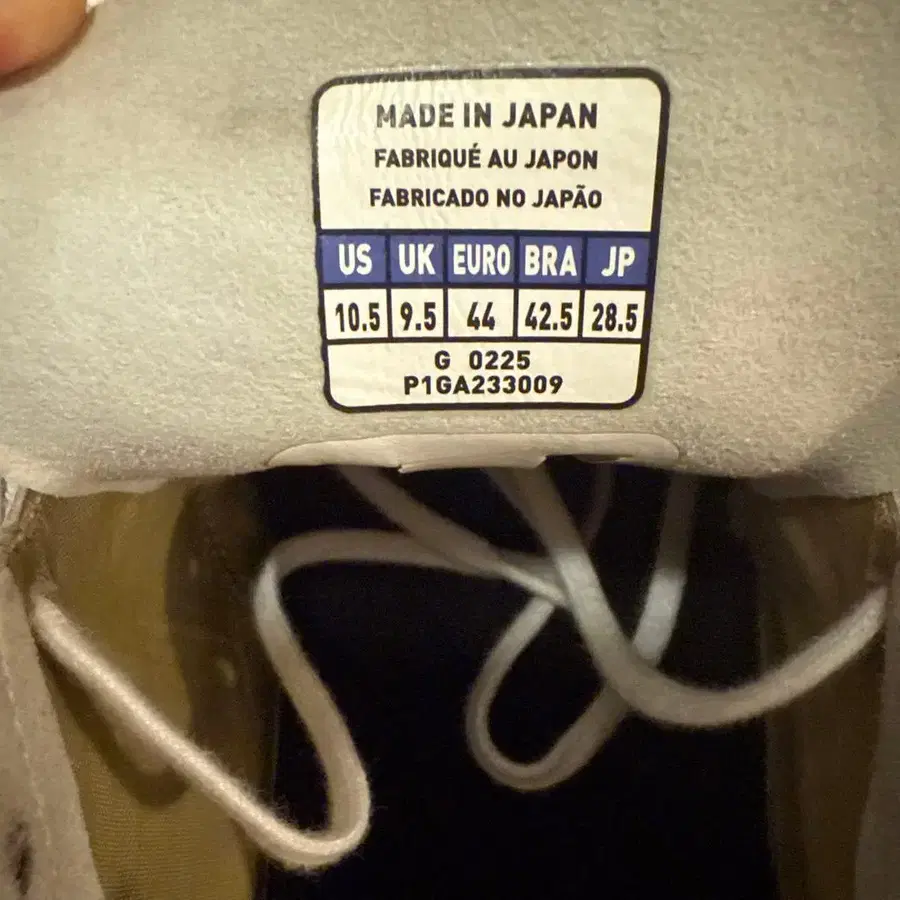 MADE IN JAPAN
FABRIQUÉ AU JAPON
FABRICADO NO JAPÃO
US UK EURO BRA JP
10.5 9.5 44 42.5 28.5
G 0225
P1GA233009